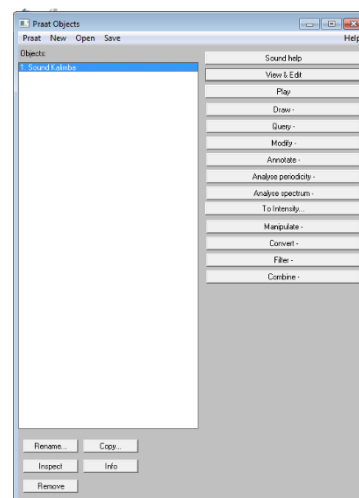 Praat Objects
Praat New Open Save Help
Objects:
1. Sound Kalimba
Sound help
View & Edit
Play
Draw -
Query -
Modify -
Annotate -
Analyse periodicity -
Analyse spectrum -
To Intensity...
Manipulate -
Convert -
Filter -
Combine -
Rename... Copy...
Inspect Info
Remove